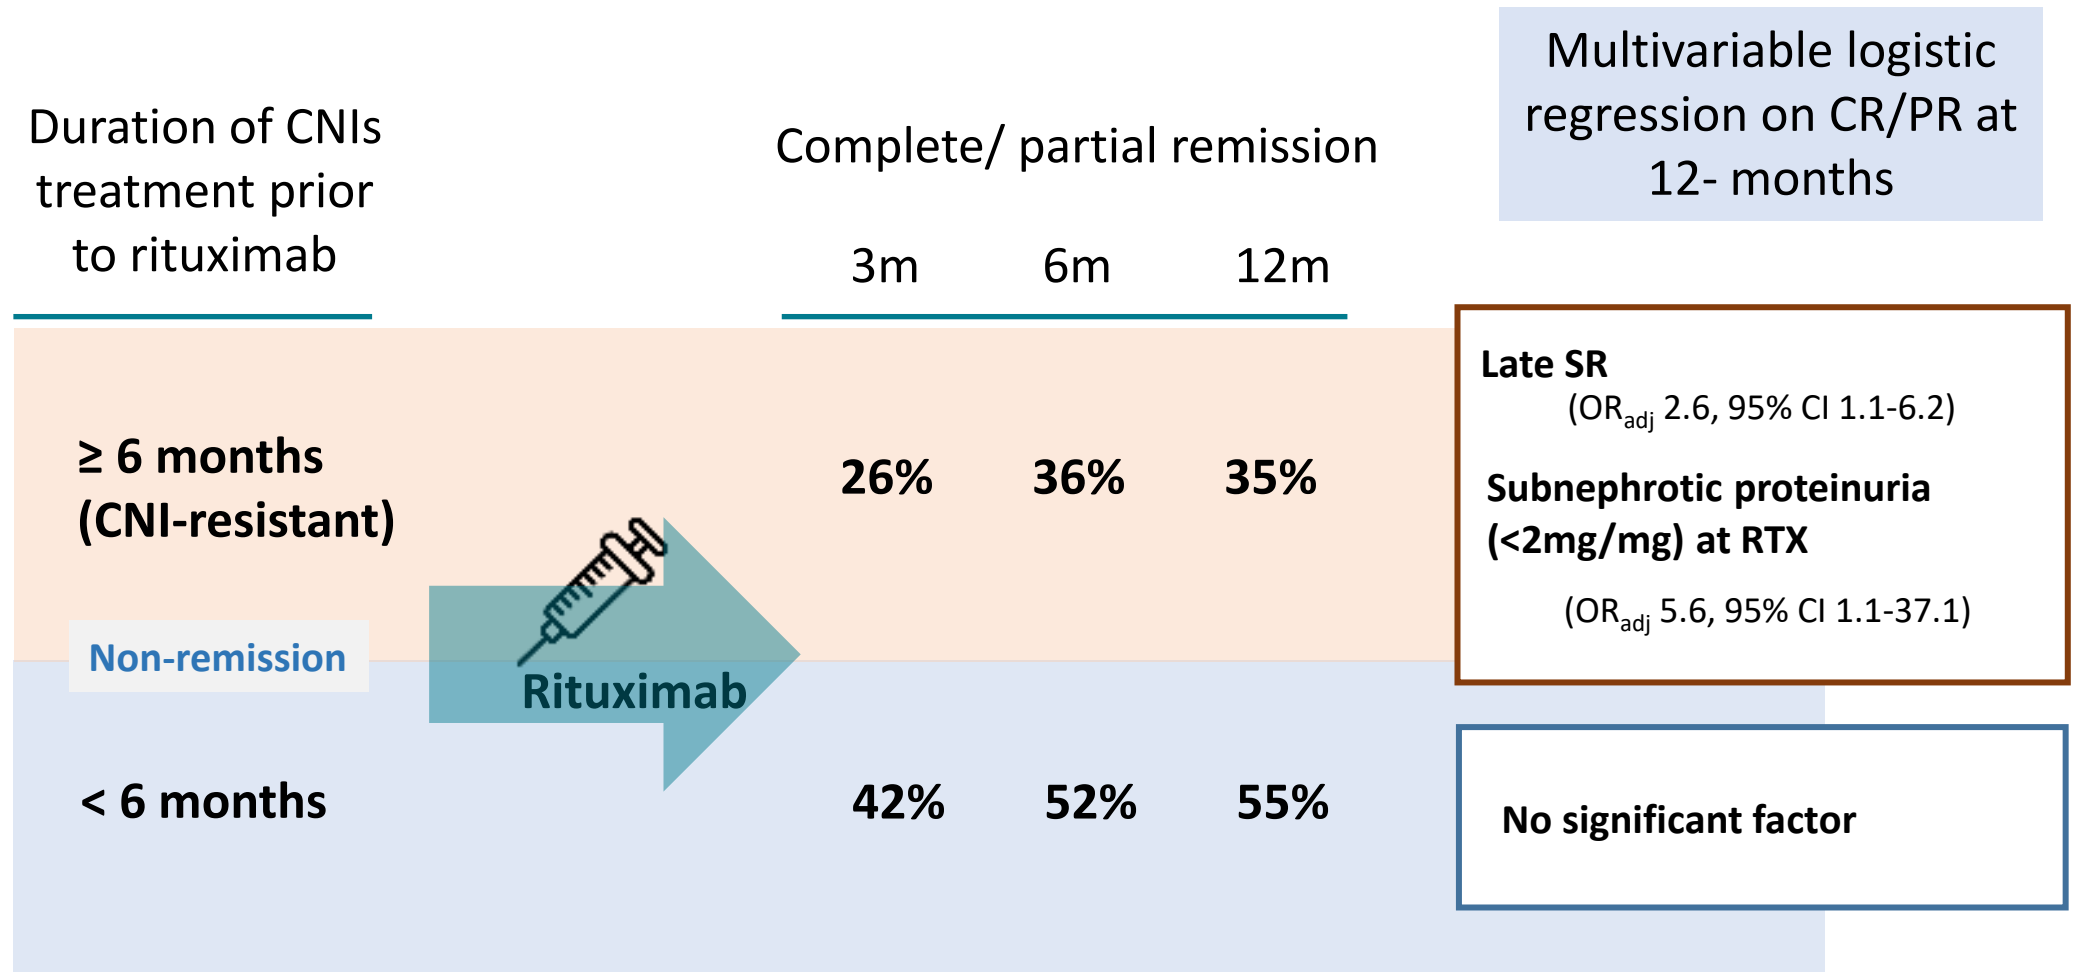 Duration of CNIs
treatment prior
to rituximab
Complete/ partial remission
3m 6m 12m
Multivariable logistic
regression on CR/PR at
12- months
≥ 6 months
(CNI-resistant)
26% 36% 35%
Late SR
(ORadj 2.6, 95% CI 1.1-6.2)
Subnephrotic proteinuria
(<2mg/mg) at RTX
(ORadj 5.6, 95% CI 1.1-37.1)
Non-remission
Rituximab
< 6 months
42% 52% 55%
No significant factor